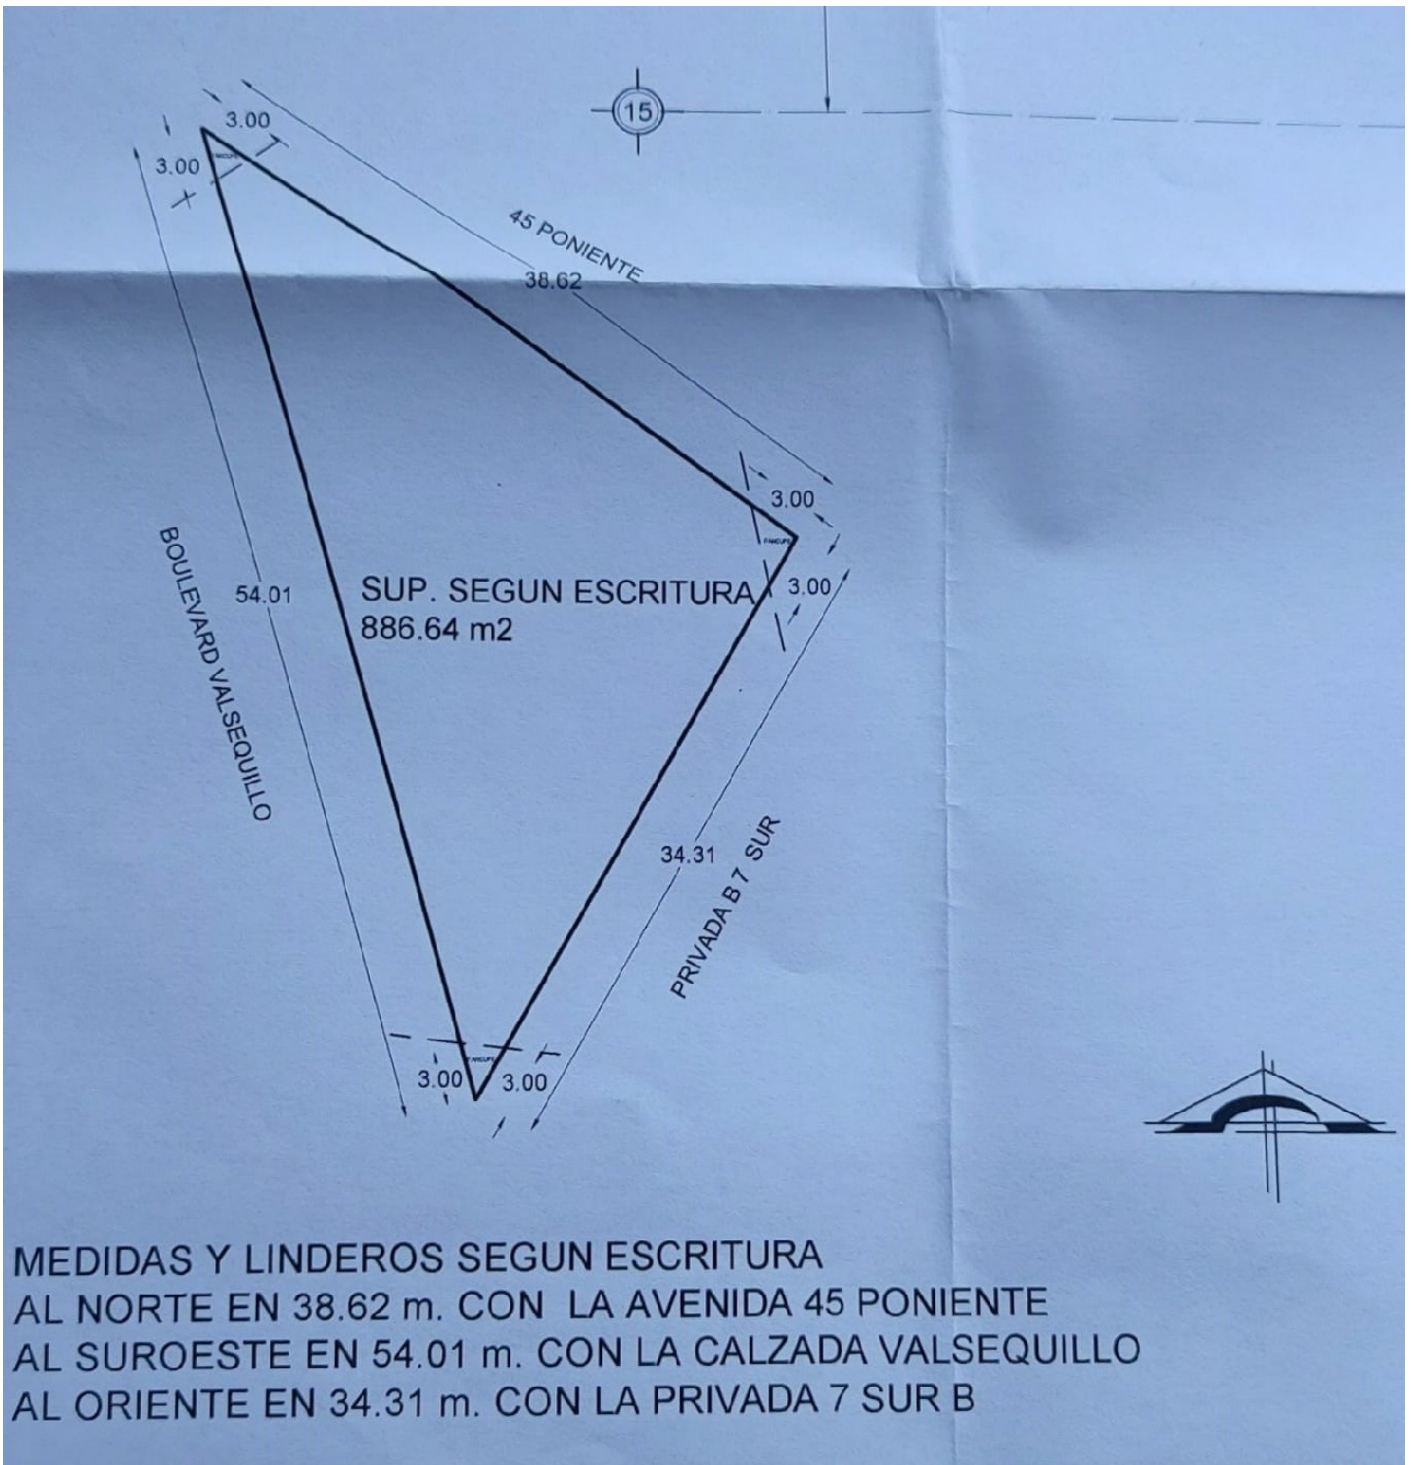 15
3.00
3.00
45 PONIENTE
38.62
3.00
3.00
BOULEVARD VALSEQUILLO
54.01
SUP. SEGUN ESCRITURA
886.64 m2
34.31
PRIVADA B 7 SUR
3.00
3.00
MEDIDAS Y LINDEROS SEGUN ESCRITURA
AL NORTE EN 38.62 m. CON LA AVENIDA 45 PONIENTE
AL SUROESTE EN 54.01 m. CON LA CALZADA VALSEQUILLO
AL ORIENTE EN 34.31 m. CON LA PRIVADA 7 SUR B